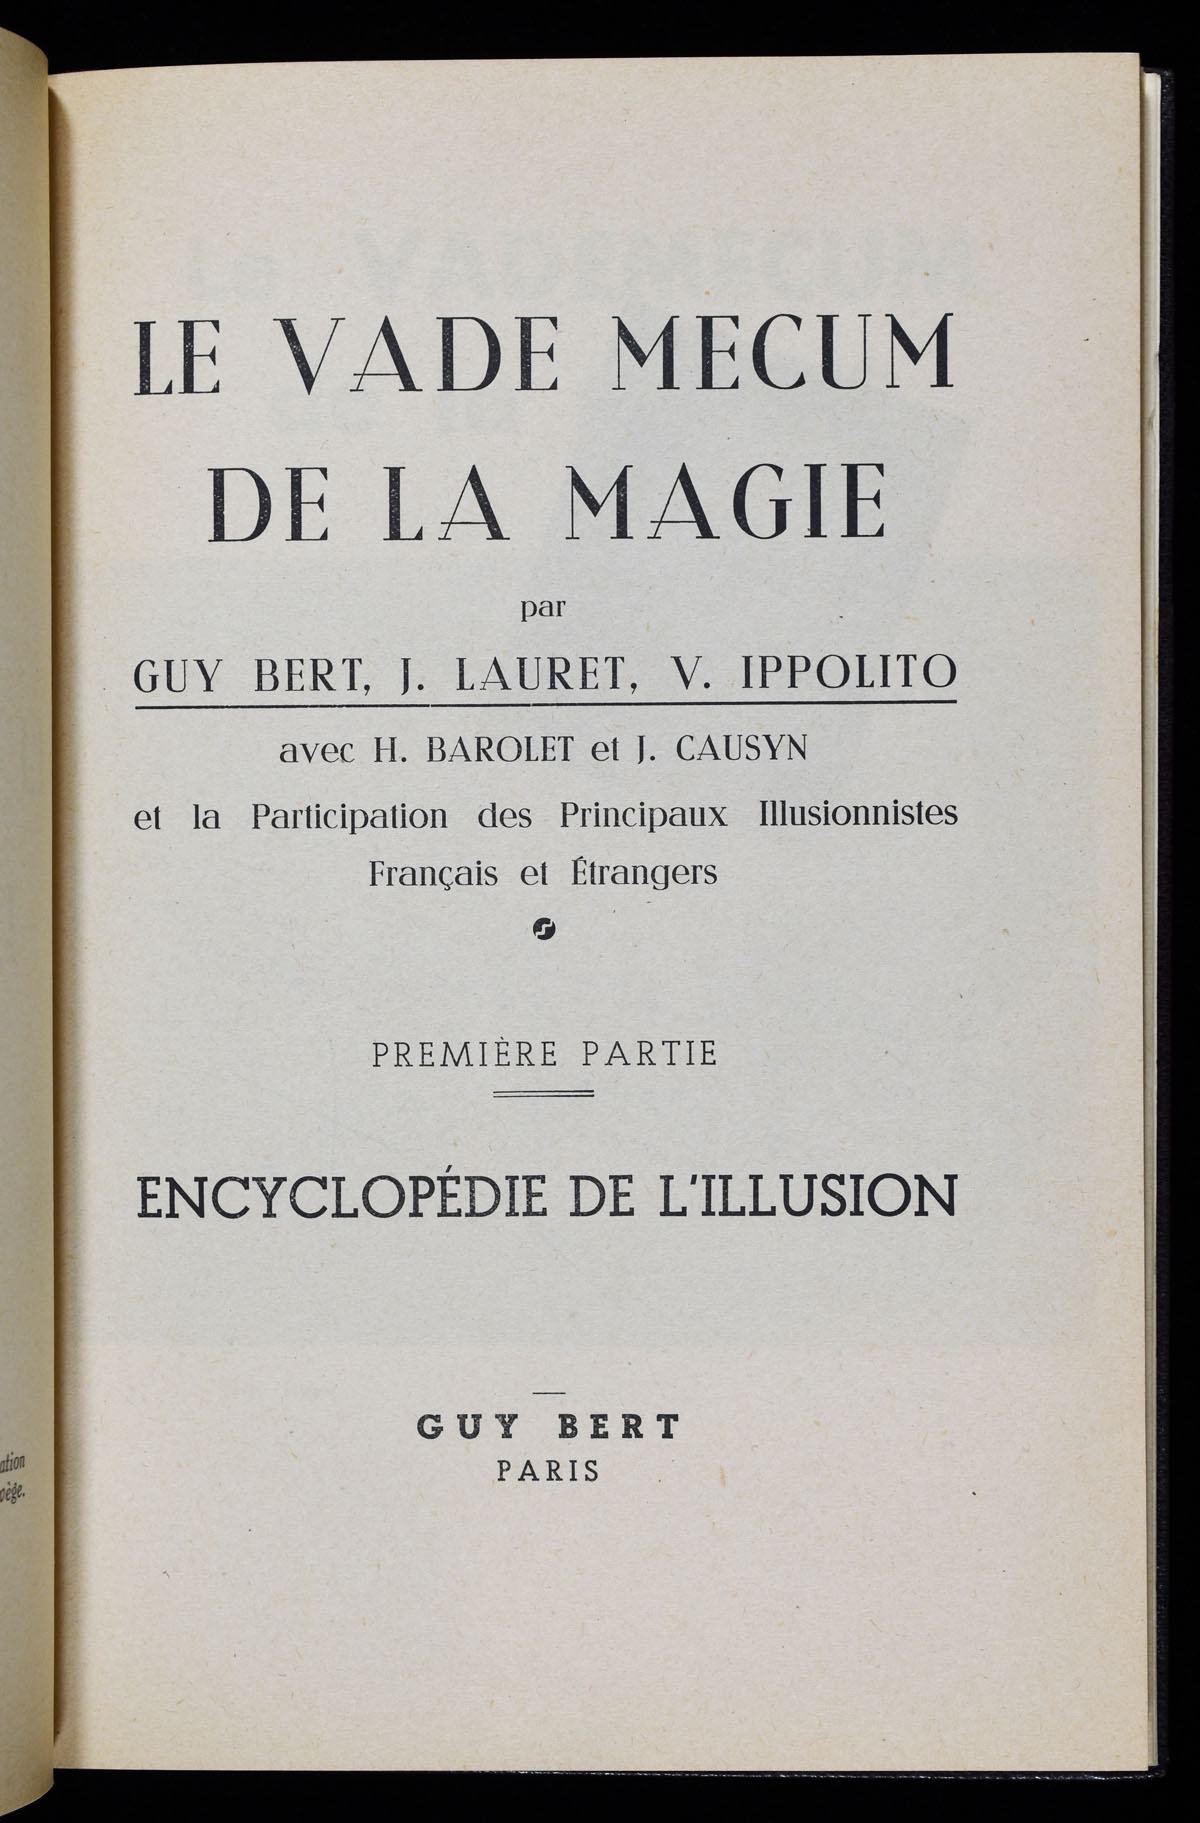 LE VADE MECUM
DE LA MAGIE
par
GUY BERT, J. LAURET, V. IPPOLITO
avec H. BAROLET et J. CAUSYN
et la Participation des Principaux Illusionnistes
Français et Étrangers
PREMIÈRE PARTIE
ENCYCLOPÉDIE DE L'ILLUSION
GUY BERT
PARIS